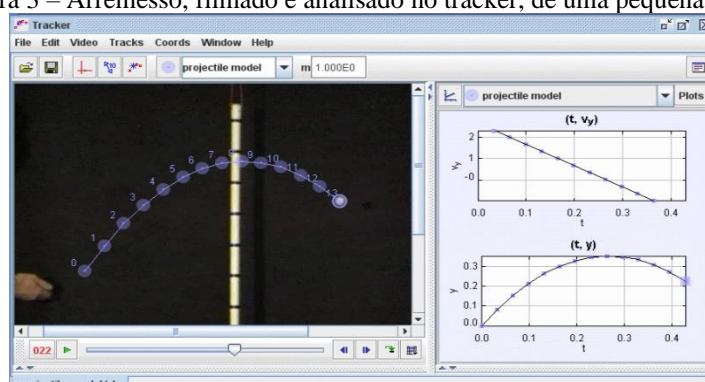 ra 3 – Arremesso, filmado e analisado no tracker, de uma pequena
Tracker
File Edit Video Tracks Coords Window Help
projectile model m 1.000E0
0
1
2
3
4
5
6
7
9
10
11
12
13
022
projectile model Plots
(t, vy)
2
1
-0
vy
0.0 0.1 0.2 0.3 0.4
t
(t, y)
0.3
0.2
0.1
0.0
y
0.0 0.1 0.2 0.3 0.4
t